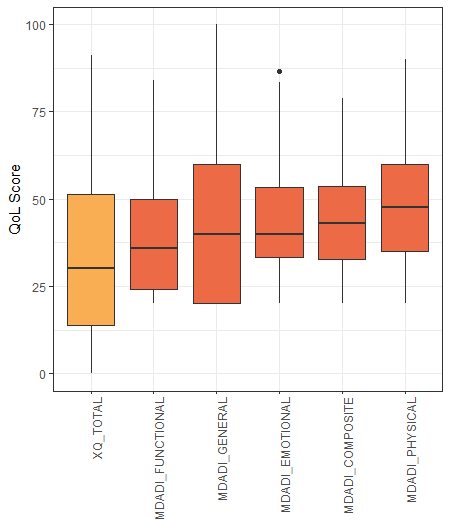 QoL Score
100
75
50
25
0
XQ_TOTAL
MDADI_FUNCTIONAL
MDADI_GENERAL
MDADI_EMOTIONAL
MDADI_COMPOSITE
MDADI_PHYSICAL